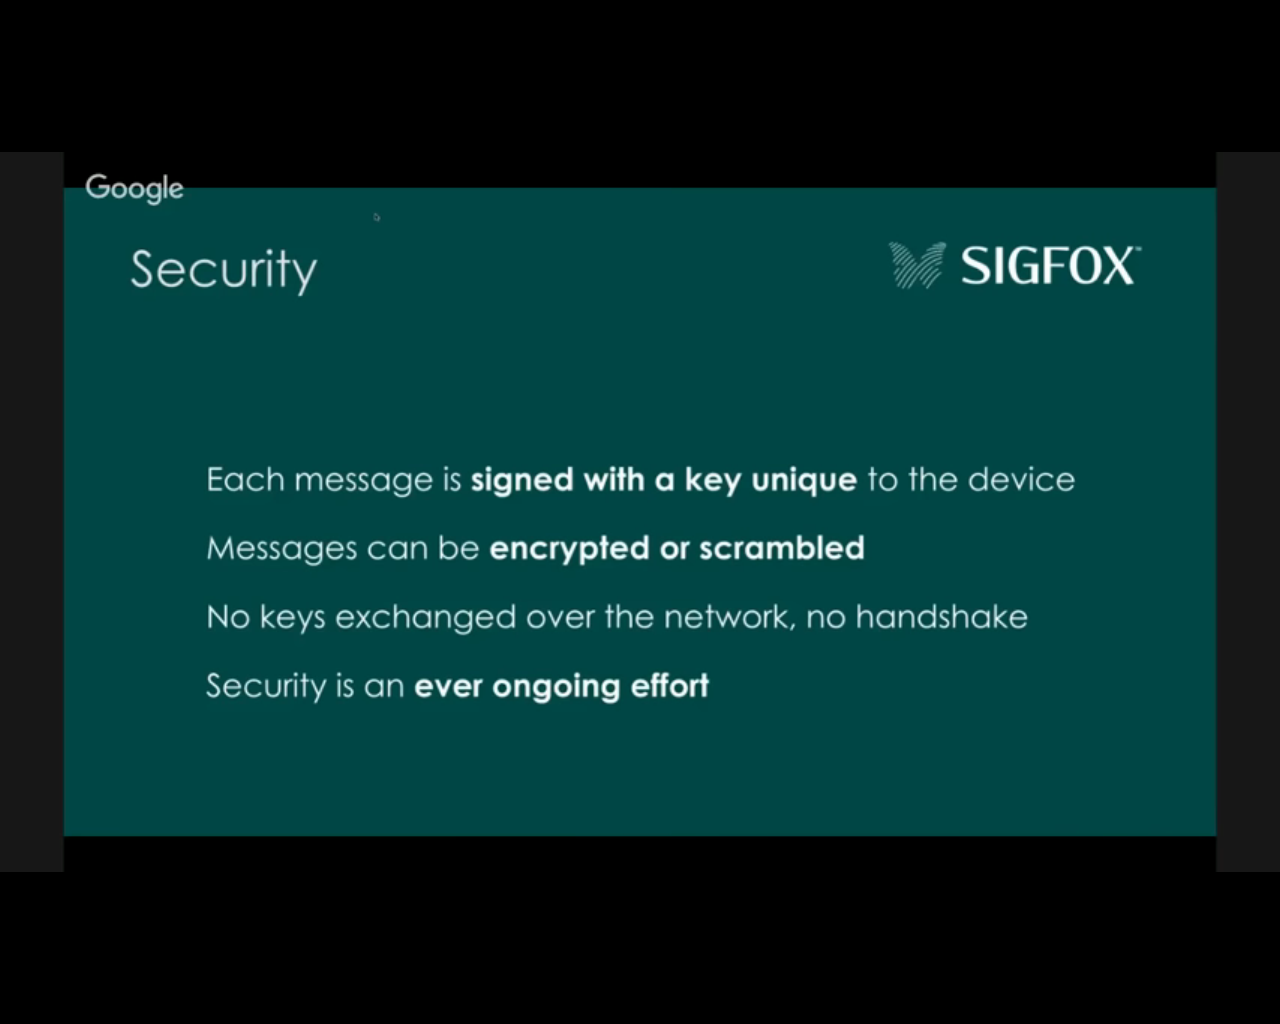 Google
Security
SIGFOX™
Each message is signed with a key unique to the device
Messages can be encrypted or scrambled
No keys exchanged over the network, no handshake
Security is an ever ongoing effort